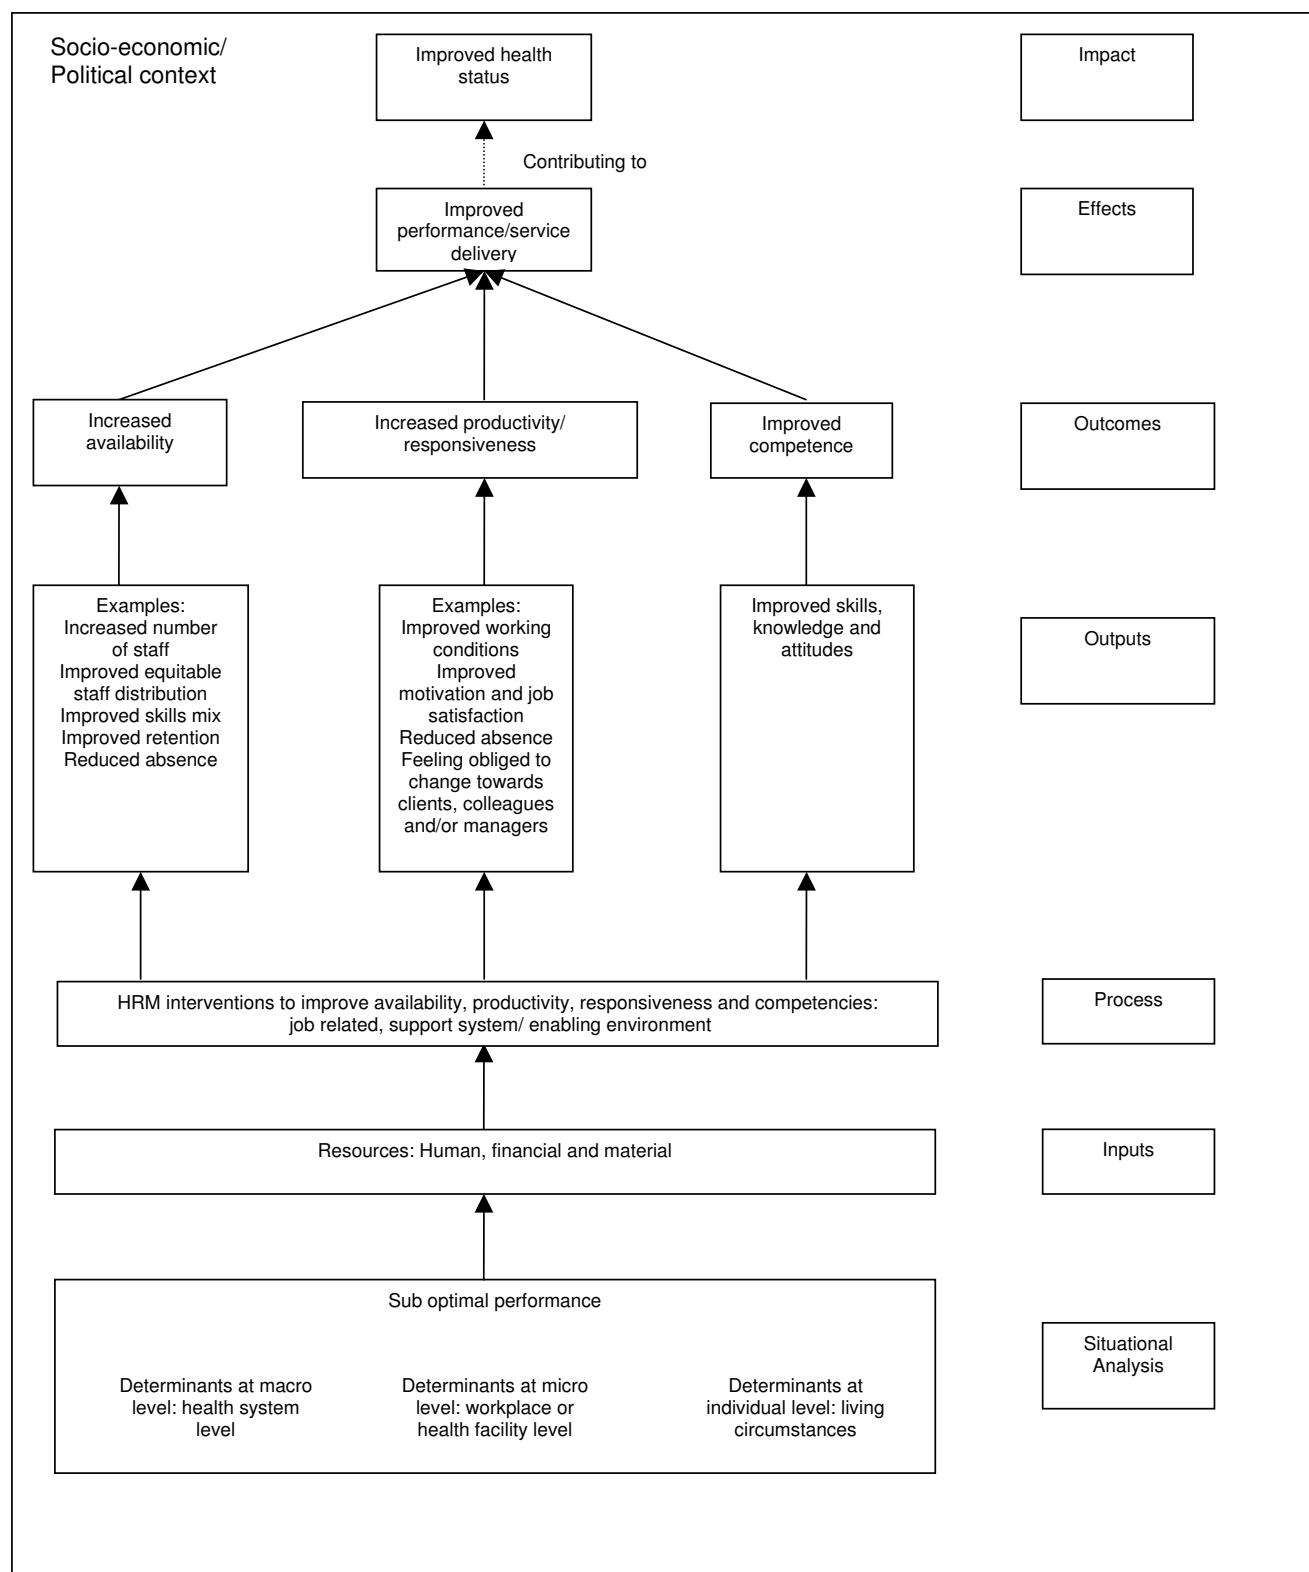 Socio-economic/
Political context
Improved health
status
Impact
Contributing to
Improved
performance/service
delivery
Effects
Increased
availability
Increased productivity/
responsiveness
Improved
competence
Outcomes
Examples:
Increased number
of staff
Improved equitable
staff distribution
Improved skills mix
Improved retention
Reduced absence
Examples:
Improved working
conditions
Improved
motivation and job
satisfaction
Reduced absence
Feeling obliged to
change towards
clients, colleagues
and/or managers
Improved skills,
knowledge and
attitudes
Outputs
HRM interventions to improve availability, productivity, responsiveness and competencies:
job related, support system/ enabling environment
Process
Resources: Human, financial and material
Inputs
Sub optimal performance
Determinants at macro
level: health system
level
Determinants at micro
level: workplace or
health facility level
Determinants at
individual level: living
circumstances
Situational
Analysis